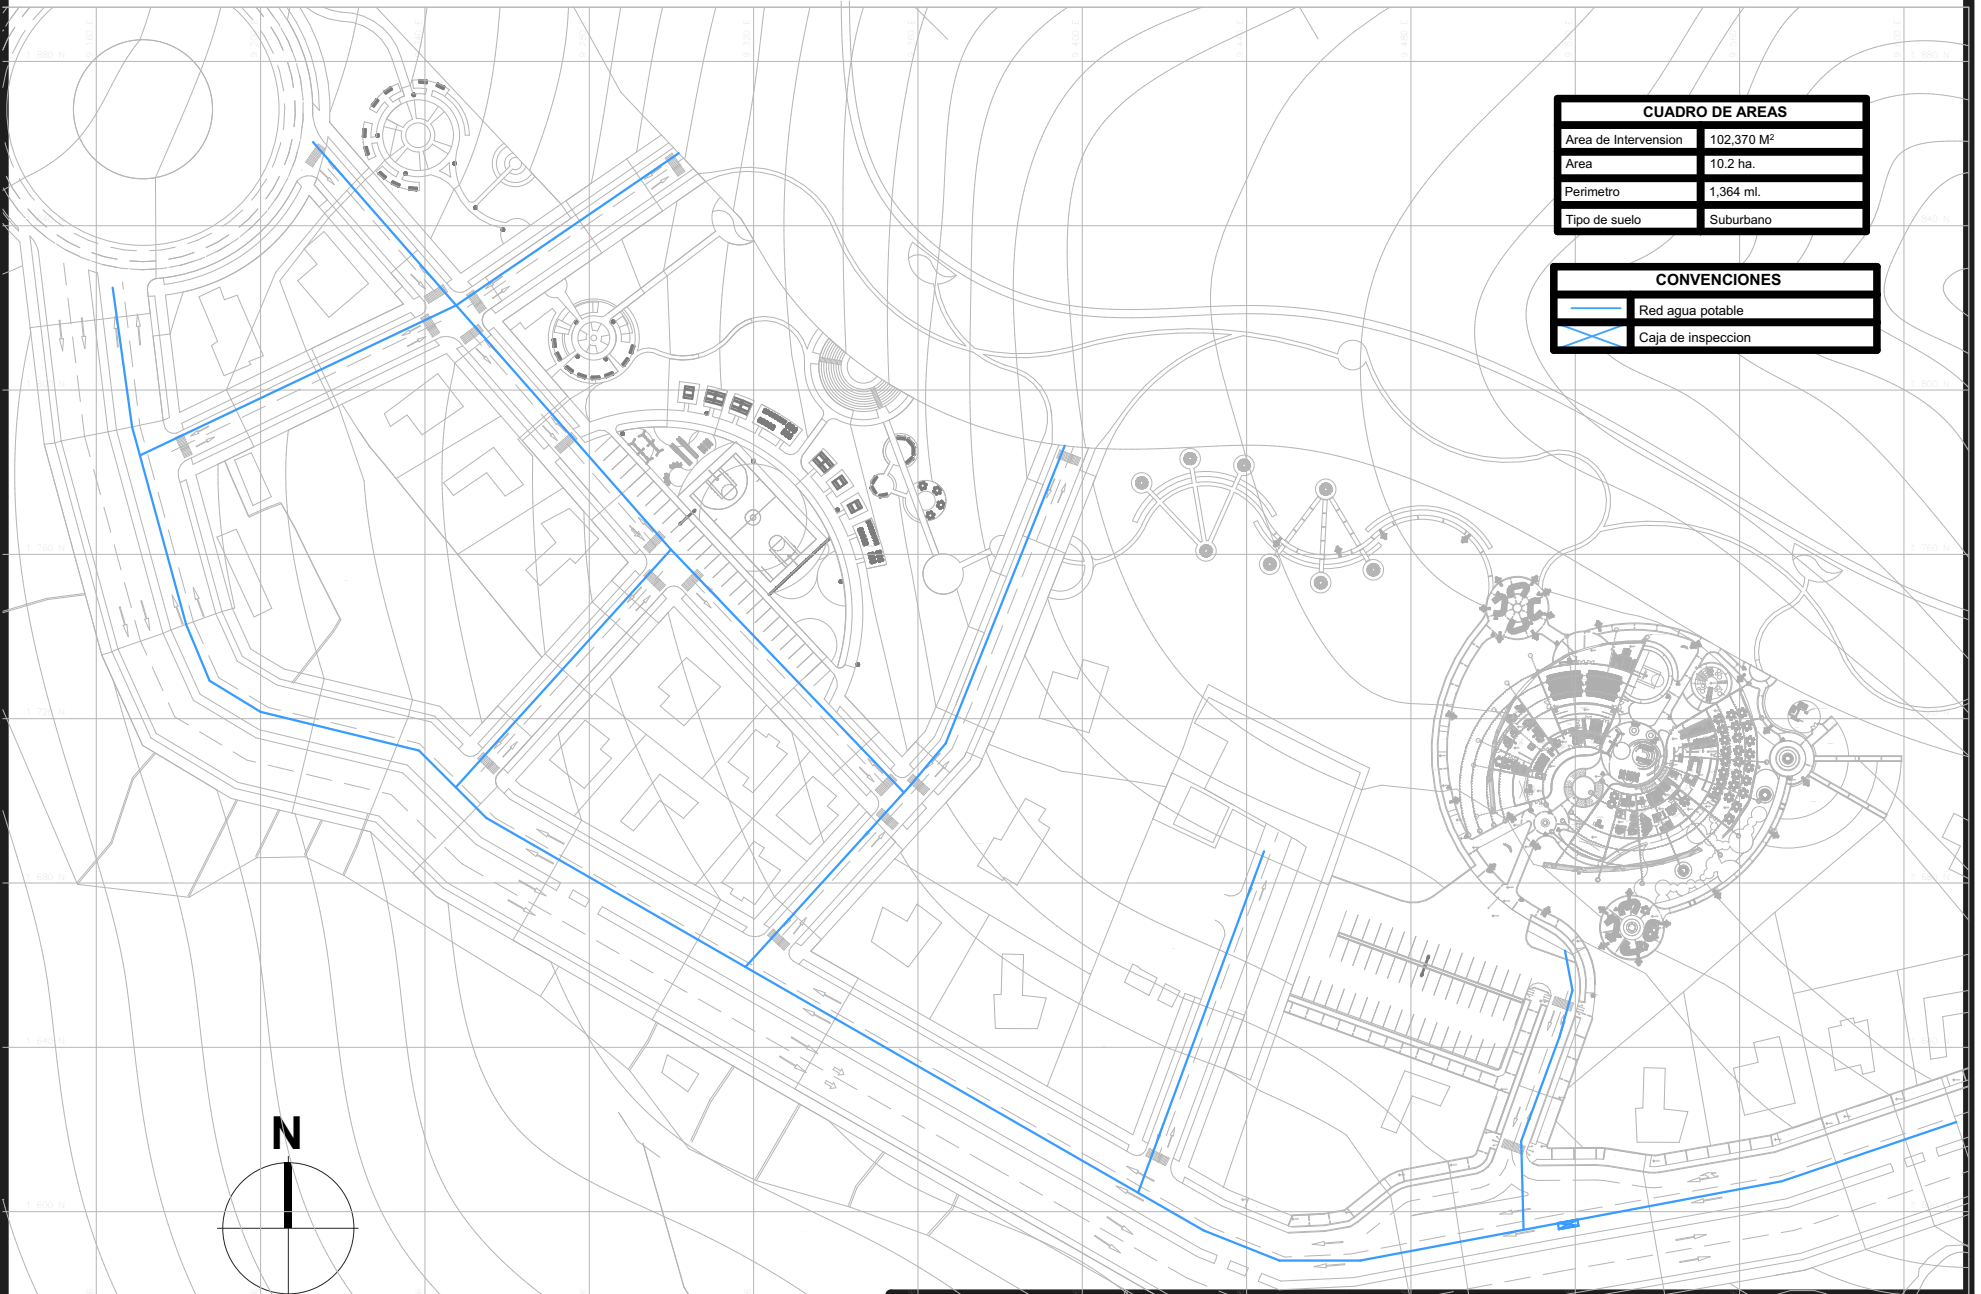 CUADRO DE AREAS
Area de Intervension 102,370 M²
Area 10.2 ha.
Perimetro 1,364 ml.
Tipo de suelo Suburbano
CONVENCIONES
Red agua potable
Caja de inspeccion
N